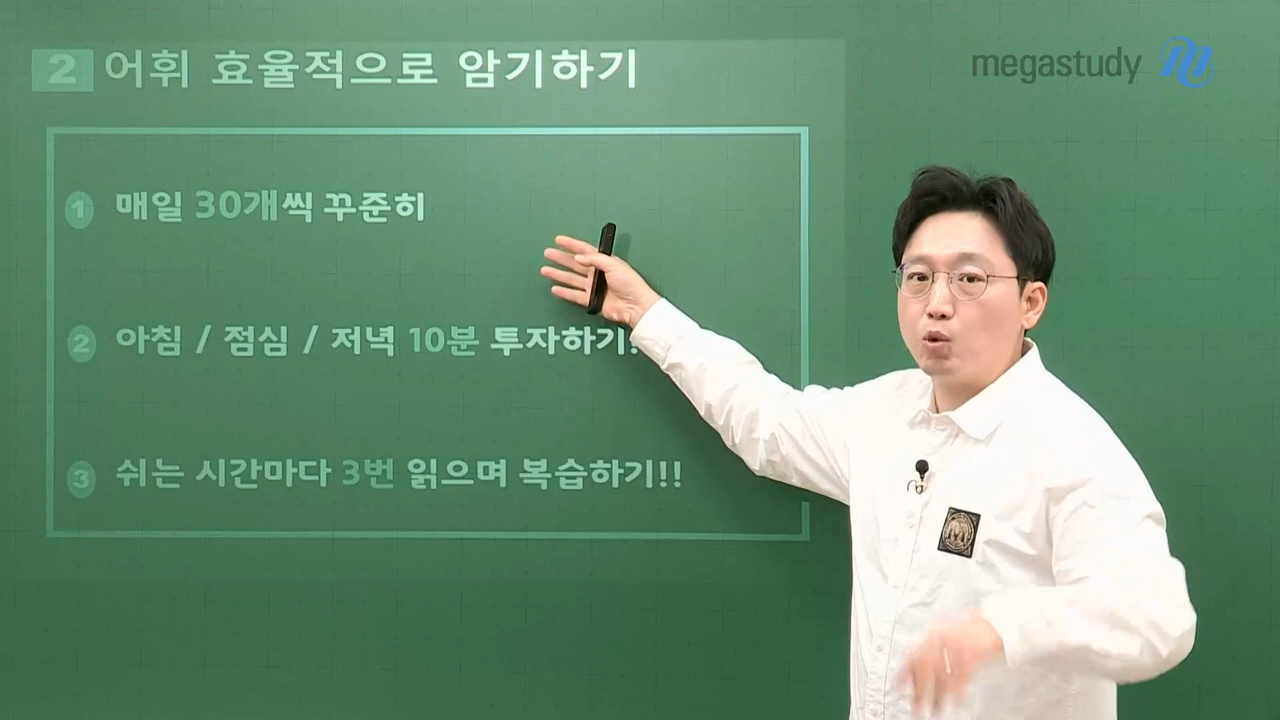 2 어휘 효율적으로 암기하기
megastudy
1 매일 30개씩 꾸준히
2 아침 / 점심 / 저녁 10분 투자하기!
3 쉬는 시간마다 3번 읽으며 복습하기!!